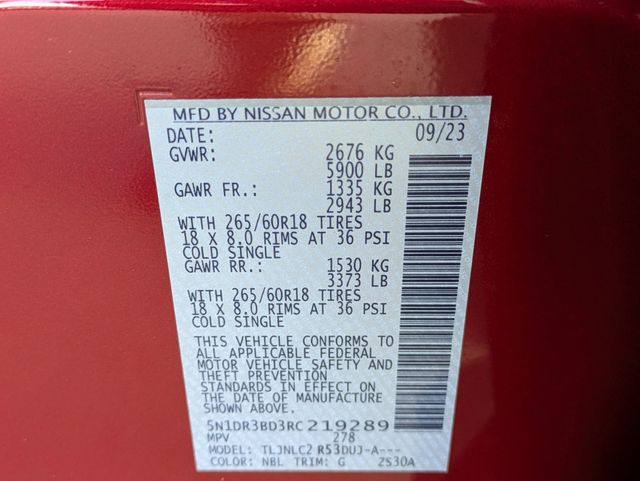 MFD BY NISSAN MOTOR CO., LTD.
DATE: 09/23
GVWR: 2676 KG
5900 LB
GAWR FR.: 1335 KG
2943 LB
WITH 265/60R18 TIRES
18 X 8.0 RIMS AT 36 PSI
COLD SINGLE
GAWR RR.: 1530 KG
3373 LB
WITH 265/60R18 TIRES
18 X 8.0 RIMS AT 36 PSI
COLD SINGLE
THIS VEHICLE CONFORMS TO
ALL APPLICABLE FEDERAL
MOTOR VEHICLE SAFETY AND
THEFT PREVENTION
STANDARDS IN EFFECT ON
THE DATE OF MANUFACTURE
SHOWN ABOVE.
5N1DR3BD3RC219289
MPV 278
MODEL: TLJNLC2 R53DUJ-A---
COLOR: NBL TRIM: G ZS30A